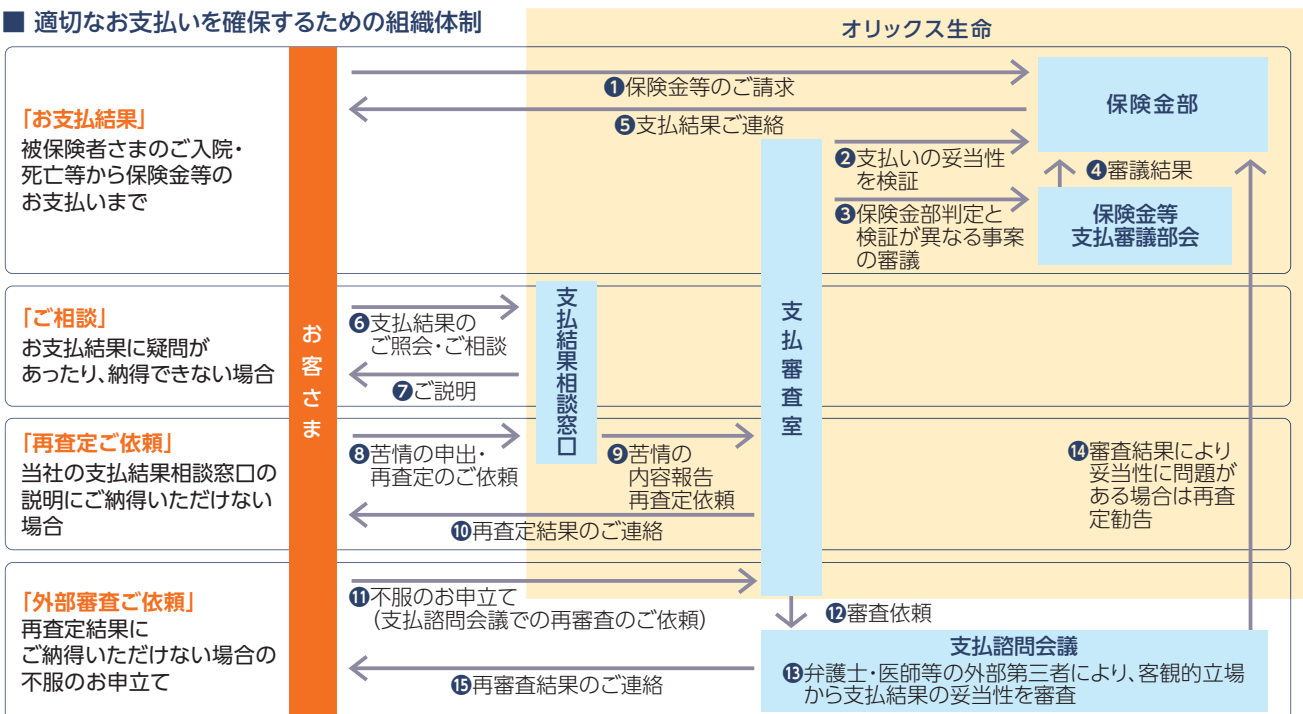 ■ 適切なお支払いを確保するための組織体制
オリックス生命
「お支払結果」
被保険者さまのご入院・
死亡等から保険金等の
お支払いまで
❶保険金等のご請求
❺支払結果ご連絡
保険金部
❷支払いの妥当性
を検証
❹審議結果
❸保険金部判定と
検証が異なる事案
の審議
保険金等
支払審議部会
「ご相談」
お支払結果に疑問が
あったり、納得できない場合
お客さま
❻支払結果の
ご照会・ご相談
❼ご説明
支払結果相談窓口
支払審査室
「再査定ご依頼」
当社の支払結果相談窓口の
説明にご納得いただけない
場合
❽苦情の申出・
再査定のご依頼
❾苦情の
内容報告
再査定依頼
❿再査定結果のご連絡
⓮審査結果により
妥当性に問題が
ある場合は再査
定勧告
「外部審査ご依頼」
再査定結果に
ご納得いただけない場合の
不服のお申立て
⓫不服のお申立て
(支払諮問会議での再審査のご依頼)
⓬審査依頼
支払諮問会議
⓭弁護士・医師等の外部第三者により、客観的立場
から支払結果の妥当性を審査
⓯再審査結果のご連絡